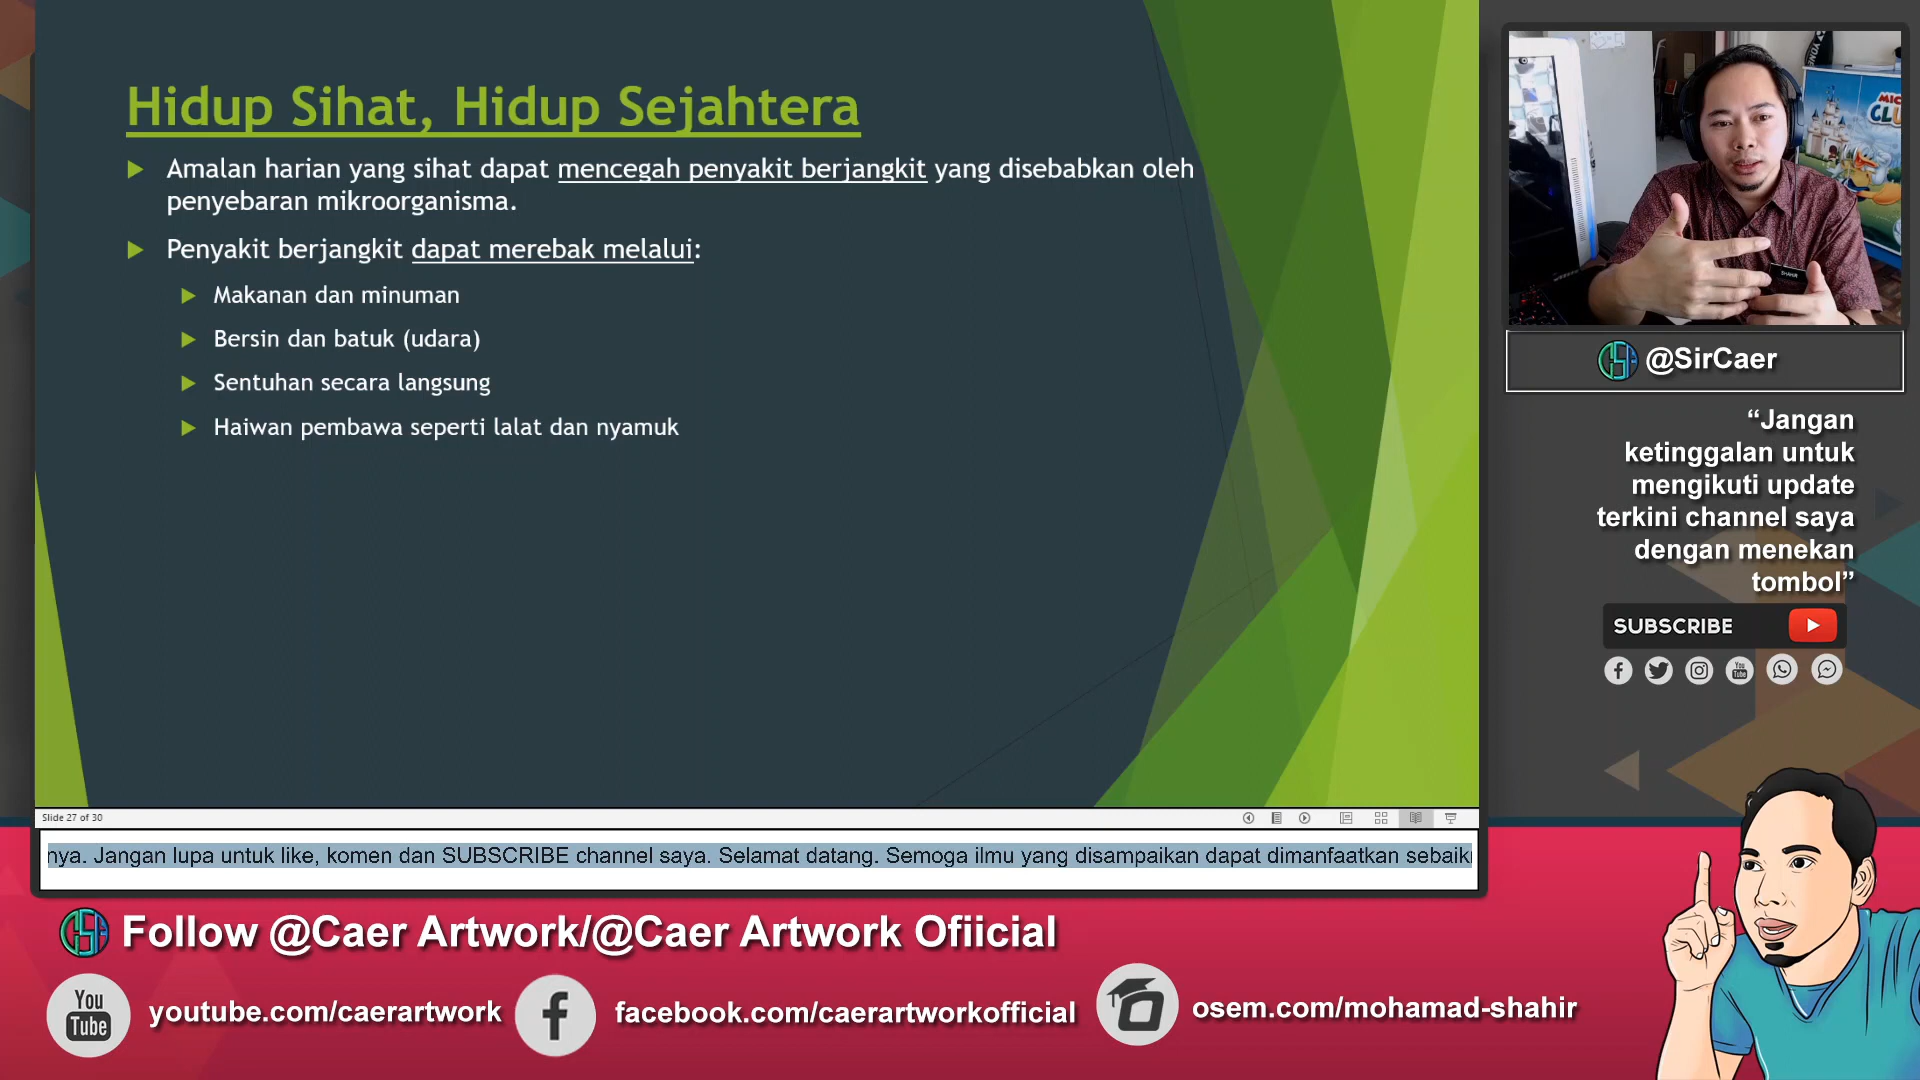 Hidup Sihat, Hidup Sejahtera
Amalan harian yang sihat dapat mencegah penyakit berjangkit yang disebabkan oleh
penyebaran mikroorganisma.
Penyakit berjangkit dapat merebak melalui:
Makanan dan minuman
Bersin dan batuk (udara)
Sentuhan secara langsung
Haiwan pembawa seperti lalat dan nyamuk
Slide 27 of 30
nya. Jangan lupa untuk like, komen dan SUBSCRIBE channel saya. Selamat datang. Semoga ilmu yang disampaikan dapat dimanfaatkan sebaik
@SirCaer
“Jangan
ketinggalan untuk
mengikuti update
terkini channel saya
dengan menekan
tombol”
SUBSCRIBE
Follow @Caer Artwork/@Caer Artwork Ofiicial
You
Tube
youtube.com/caerartwork
facebook.com/caerartworkofficial
osem.com/mohamad-shahir